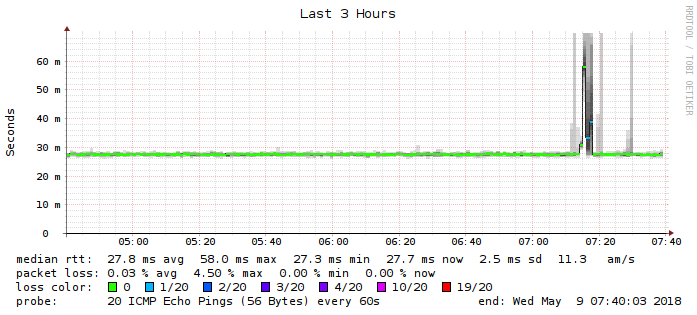 Last 3 Hours
RRDTOOL / TOBI OETIKER
Seconds
60 m
50 m
40 m
30 m
20 m
10 m
0
05:00 05:20 05:40 06:00 06:20 06:40 07:00 07:20 07:40
median rtt: 27.8 ms avg 58.0 ms max 27.3 ms min 27.7 ms now 2.5 ms sd 11.3 am/s
packet loss: 0.03 % avg 4.50 % max 0.00 % min 0.00 % now
loss color: 0 1/20 2/20 3/20 4/20 10/20 19/20
probe: 20 ICMP Echo Pings (56 Bytes) every 60s end: Wed May 9 07:40:03 2018